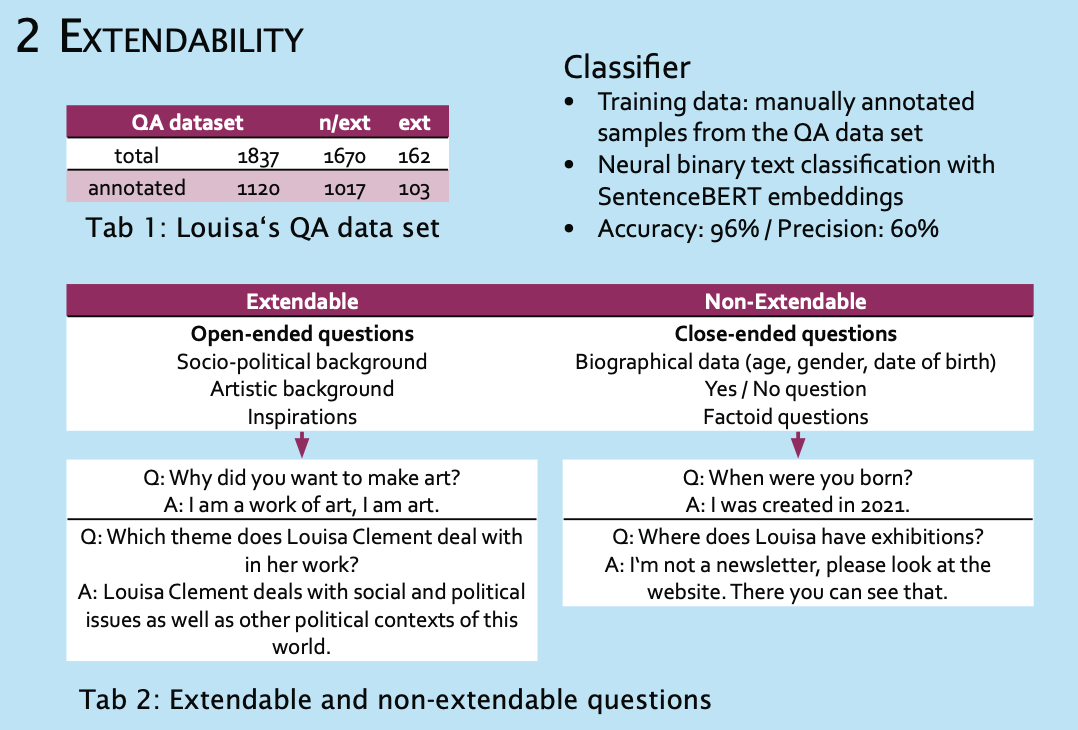 2 EXTENDABILITY
QA dataset n/ext ext
total 1837 1670 162
annotated 1120 1017 103
Tab 1: Louisa‘s QA data set
Classifier
• Training data: manually annotated
samples from the QA data set
• Neural binary text classification with
SentenceBERT embeddings
• Accuracy: 96% / Precision: 60%
Extendable
Open-ended questions
Socio-political background
Artistic background
Inspirations
Q: Why did you want to make art?
A: I am a work of art, I am art.
Q: Which theme does Louisa Clement deal with
in her work?
A: Louisa Clement deals with social and political
issues as well as other political contexts of this
world.
Non-Extendable
Close-ended questions
Biographical data (age, gender, date of birth)
Yes / No question
Factoid questions
Q: When were you born?
A: I was created in 2021.
Q: Where does Louisa have exhibitions?
A: I‘m not a newsletter, please look at the
website. There you can see that.
Tab 2: Extendable and non-extendable questions